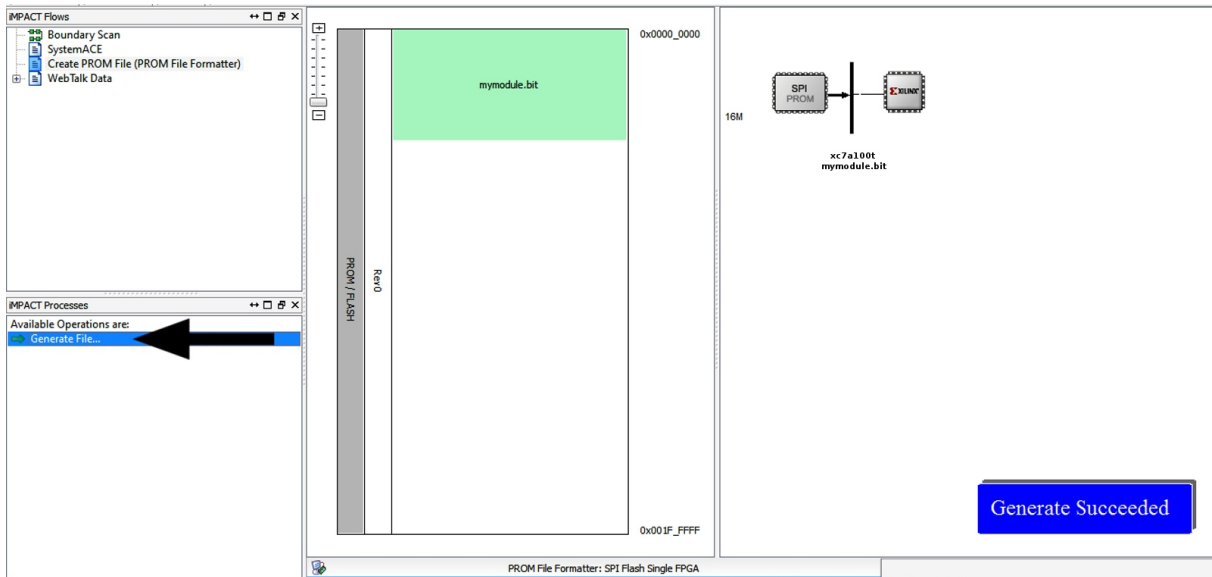 iMPACT Flows
Boundary Scan
SystemACE
Create PROM File (PROM File Formatter)
WebTalk Data
iMPACT Processes
Available Operations are:
Generate File...
PROM / FLASH
Rev0
mymodule.bit
0x0000_0000
0x001F_FFFF
PROM File Formatter: SPI Flash Single FPGA
16M
SPI
PROM
XILINX
xc7a100t
mymodule.bit
Generate Succeeded